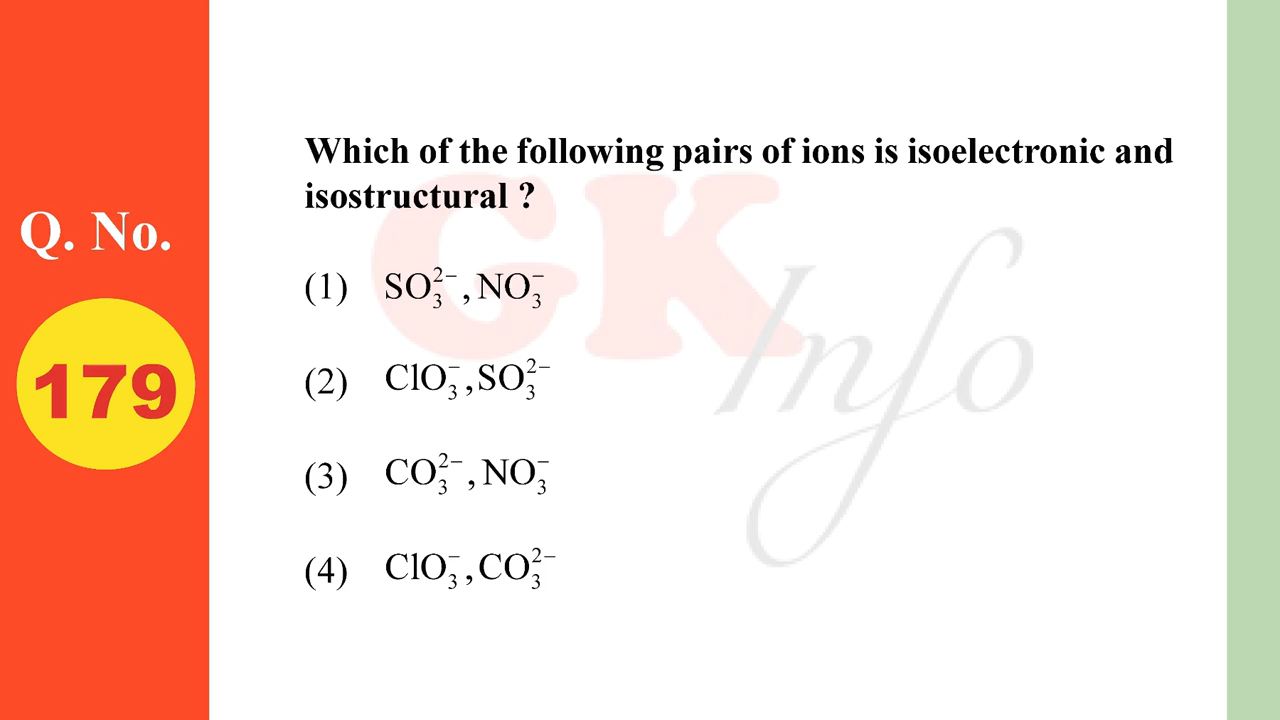 Q. No.
179
Which of the following pairs of ions is isoelectronic and
isostructural ?
(1) SO₃²⁻, NO₃⁻
(2) ClO₃⁻, SO₃²⁻
(3) CO₃²⁻, NO₃⁻
(4) ClO₃⁻, CO₃²⁻
GK
Info